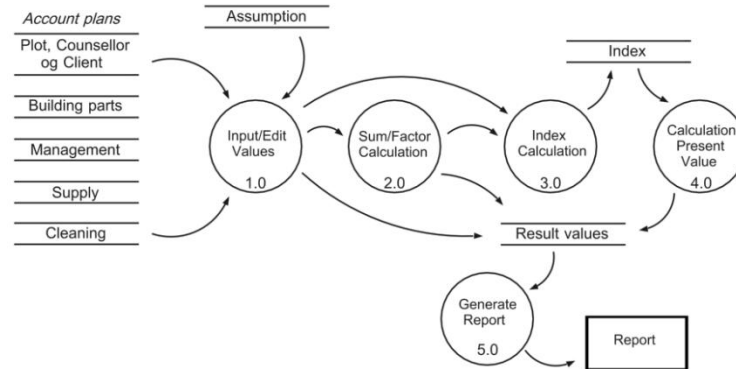 Account plans
Plot, Counsellor
og Client
Building parts
Management
Supply
Cleaning
Assumption
Input/Edit
Values
1.0
Sum/Factor
Calculation
2.0
Index
Calculation
3.0
Index
Calculation
Present
Value
4.0
Result values
Generate
Report
5.0
Report